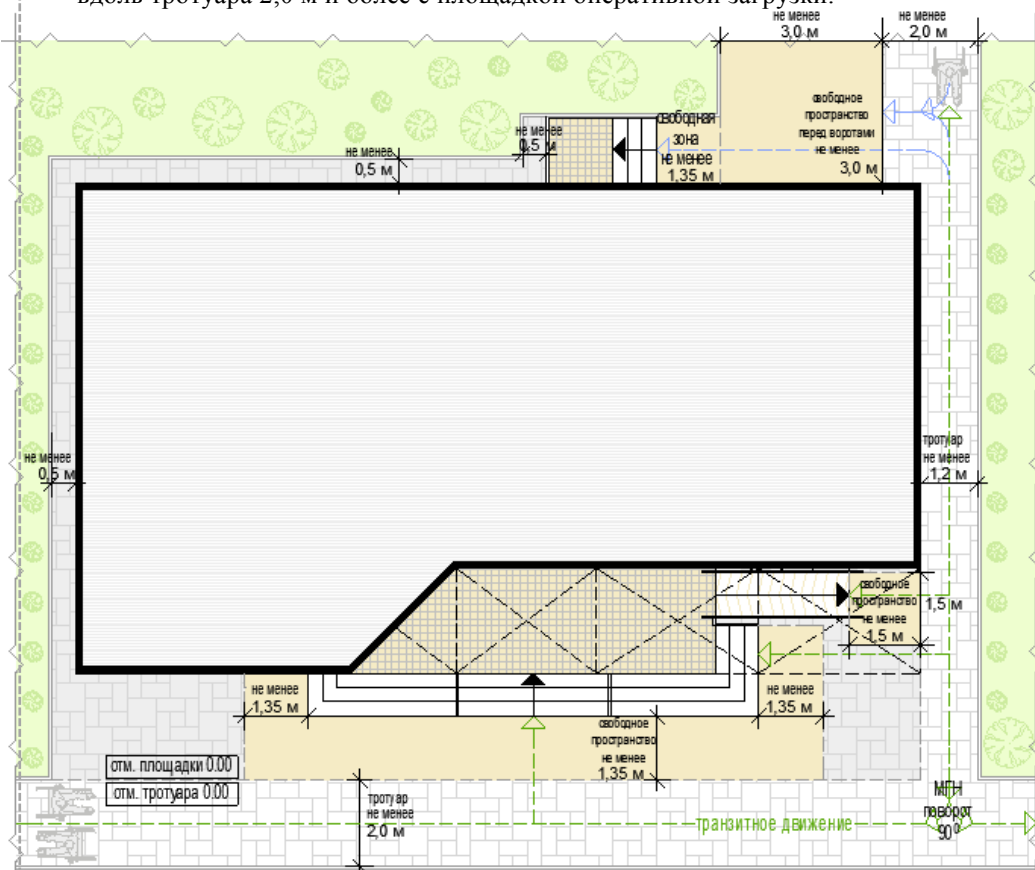 вдоль тротуара 2,0 м и более с площадкой оперативной загрузки.
не менее
3,0 м
не менее
2,0 м
свободное
пространство
перед воротами
не менее
3,0 м
свободная
зона
не менее
1,35 м
не менее
0,5 м
не менее
0,5 м
не менее
0,5 м
тротуар
не менее
1,2 м
свободное
пространство
не менее
1,5 м
1,5 м
не менее
1,35 м
не менее
1,35 м
свободное
пространство
не менее
1,35 м
отм. площадки 0.00
отм. тротуара 0.00
тротуар
не менее
2,0 м
транзитное движение
МГН
поворот
90⁰